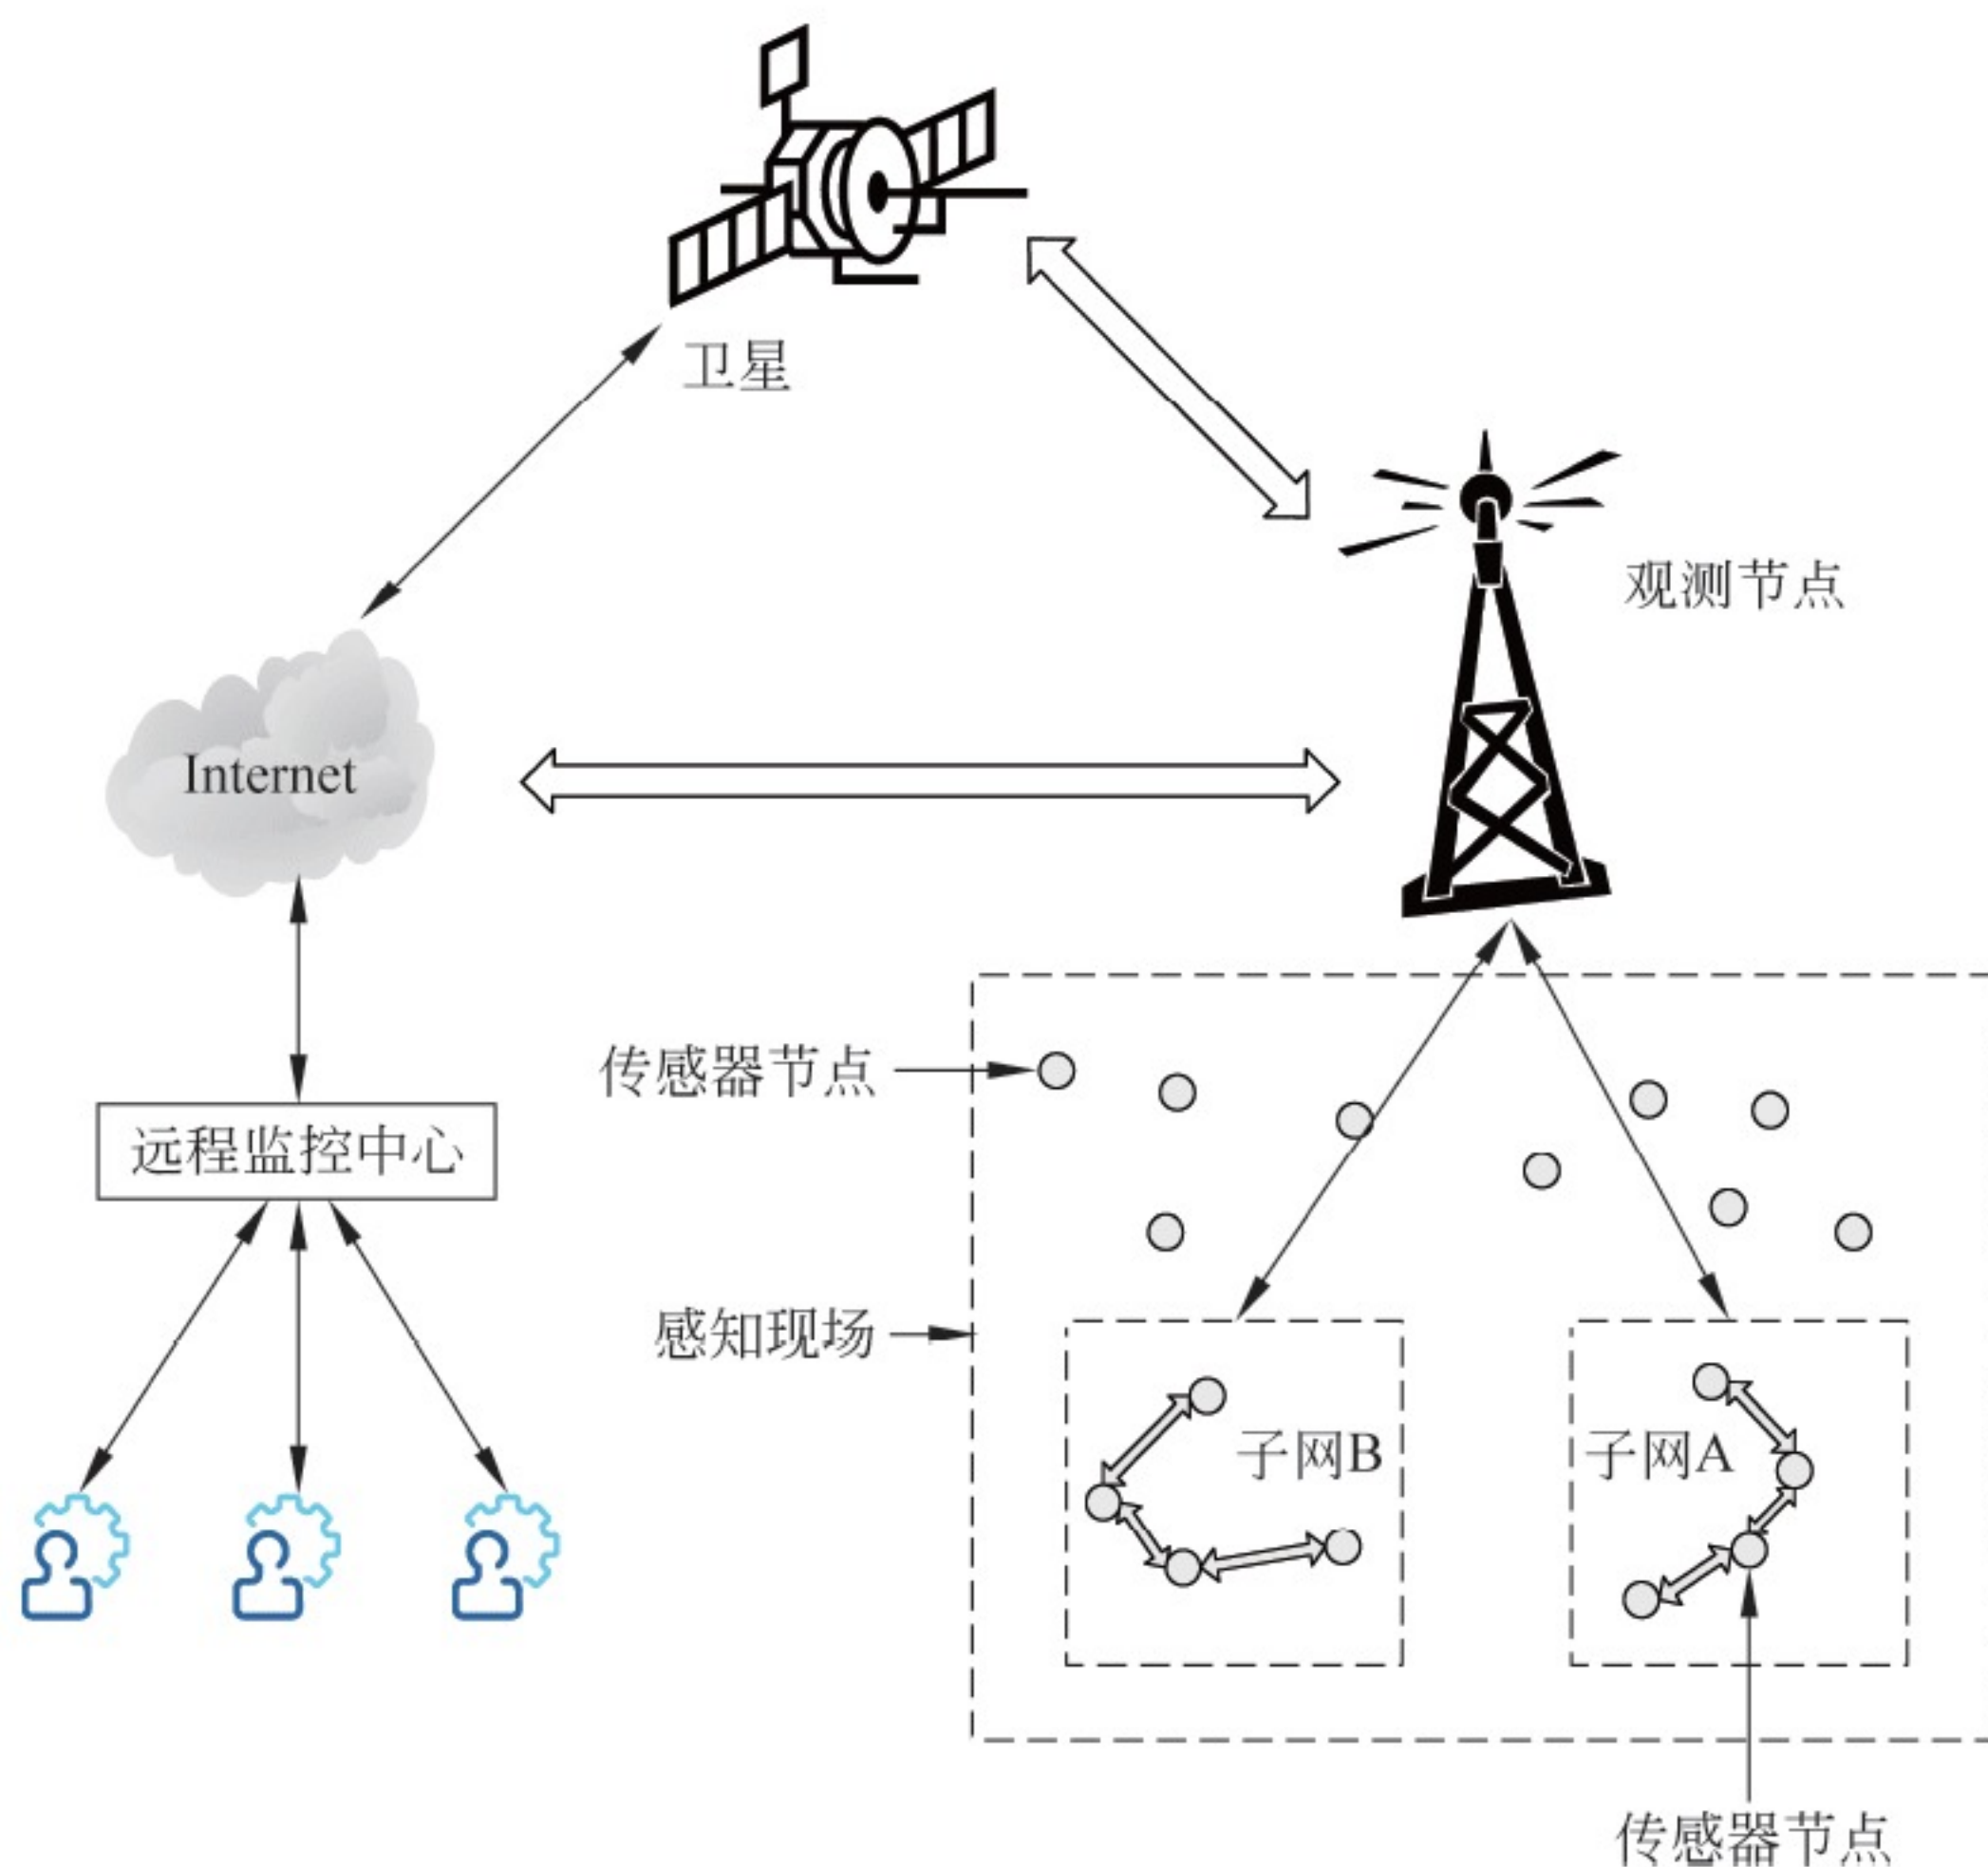 卫星
观测节点
Internet
传感器节点
远程监控中心
感知现场
子网B
子网A
传感器节点